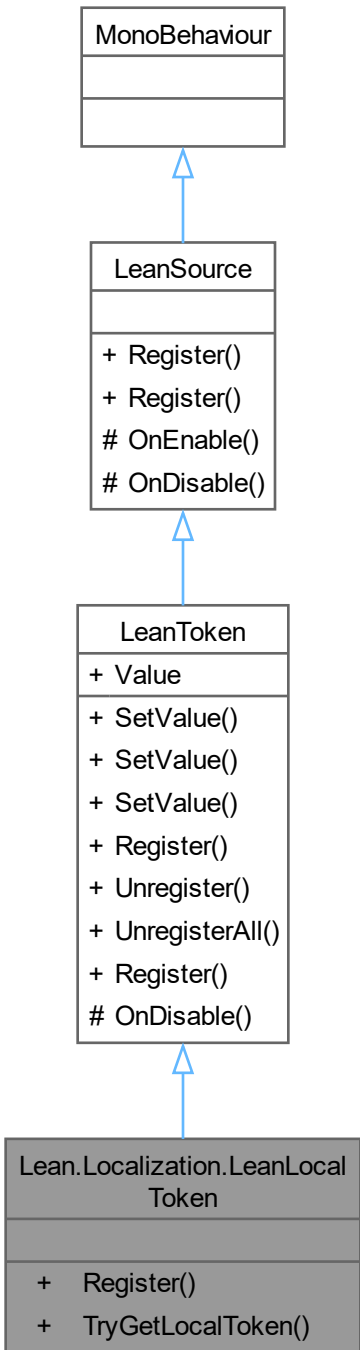 MonoBehaviour
LeanSource
+ Register()
+ Register()
# OnEnable()
# OnDisable()
LeanToken
+ Value
+ SetValue()
+ SetValue()
+ SetValue()
+ Register()
+ Unregister()
+ UnregisterAll()
+ Register()
# OnDisable()
Lean.Localization.LeanLocal
Token
+ Register()
+ TryGetLocalToken()